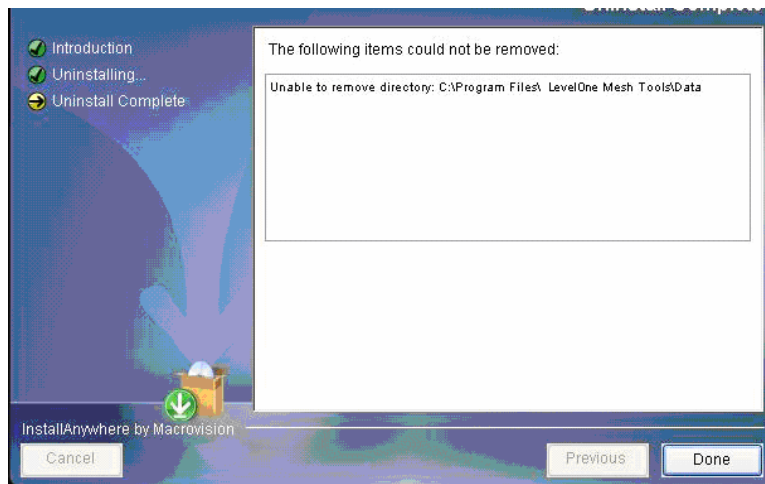 Introduction
Uninstalling...
Uninstall Complete
The following items could not be removed:
Unable to remove directory: C:\Program Files\ LevelOne Mesh Tools\Data
InstallAnywhere by Macrovision
Cancel
Previous
Done